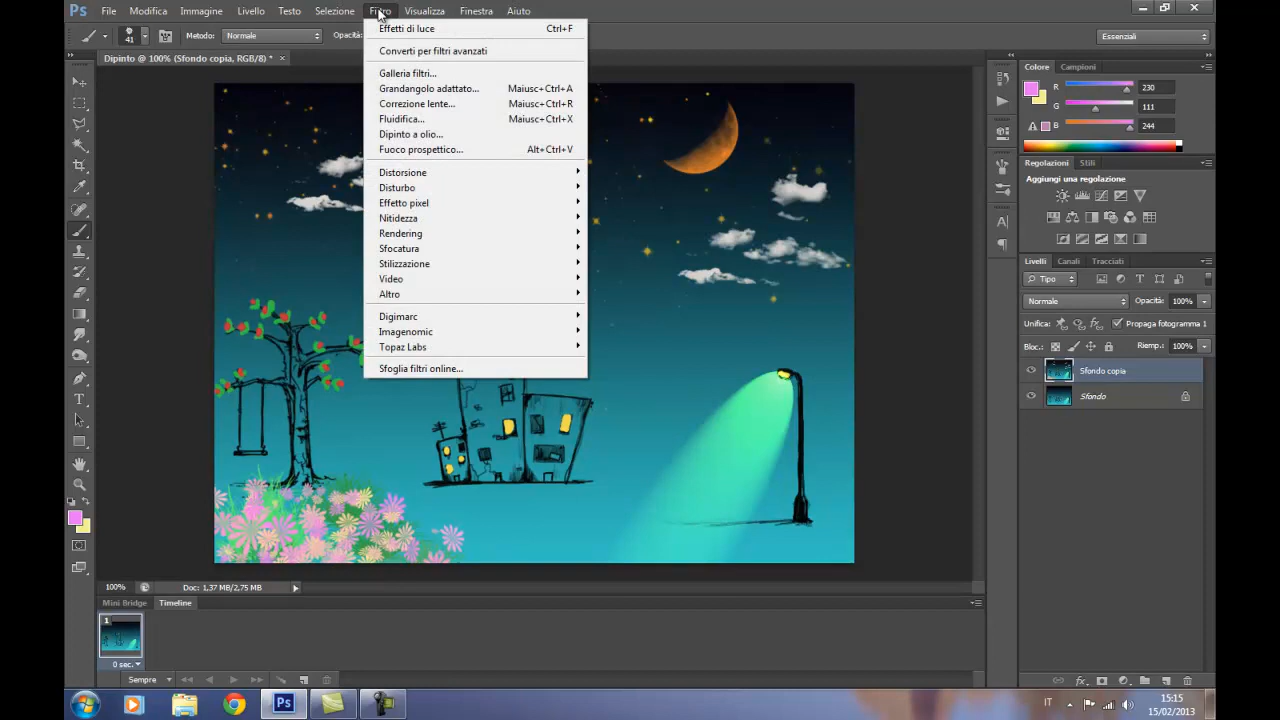 Ps File Modifica Immagine Livello Testo Selezione Filtro Visualizza Finestra Aiuto
41 Metodo: Normale Opacità: Essenziali
Dipinto @ 100% (Sfondo copia, RGB/8) *
Effetti di luce Ctrl+F
Converti per filtri avanzati
Galleria filtri...
Grandangolo adattato... Maiusc+Ctrl+A
Correzione lente... Maiusc+Ctrl+R
Fluidifica... Maiusc+Ctrl+X
Dipinto a olio...
Fuoco prospettico... Alt+Ctrl+V
Distorsione
Disturbo
Effetto pixel
Nitidezza
Rendering
Sfocatura
Stilizzazione
Video
Altro
Digimarc
Imagenomic
Topaz Labs
Sfoglia filtri online...
Colore Campioni
R 230
G 111
B 244
Regolazioni Stili
Aggiungi una regolazione
Livelli Canali Tracciati
Tipo
Normale Opacità: 100%
Unifica: Propaga fotogramma 1
Bloc.: Riemp.: 100%
Sfondo copia
Sfondo
100% Doc: 1,37 MB/2,75 MB
Mini Bridge Timeline
1
0 sec.
Sempre
Ps IT 15:15
15/02/2013